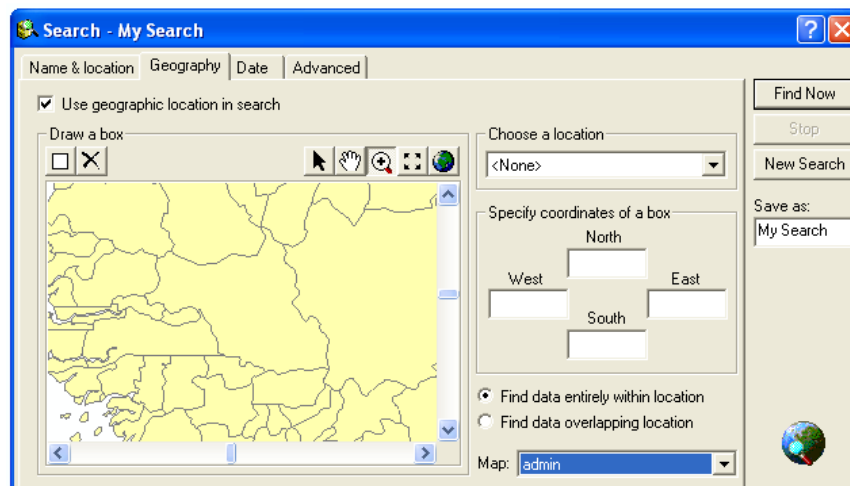 Search - My Search
Name & location Geography Date Advanced
Use geographic location in search
Draw a box
Choose a location
<None>
Specify coordinates of a box
North
West East
South
Find data entirely within location
Find data overlapping location
Map: admin
Find Now
Stop
New Search
Save as:
My Search